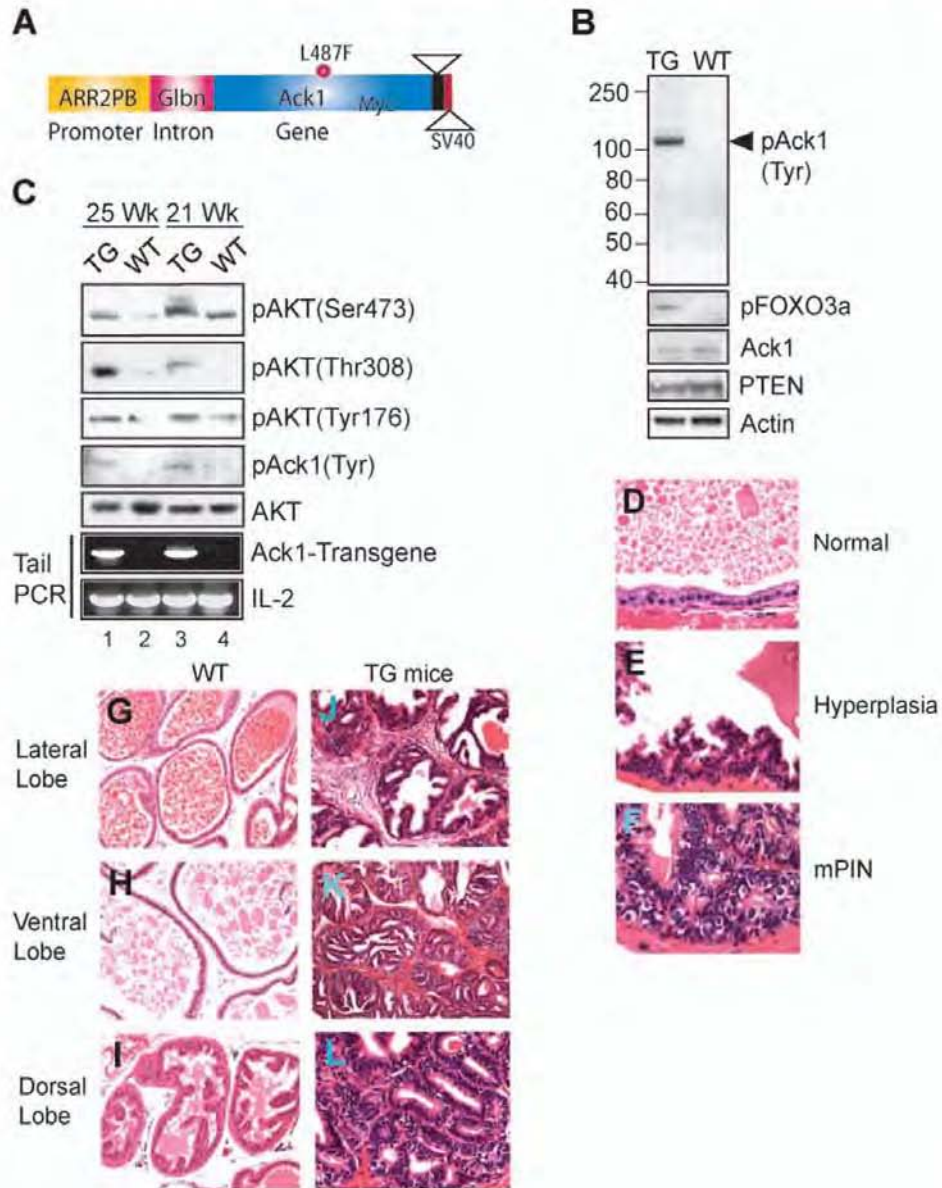 A
L487F
ARR2PB Glbn Ack1 Myc
Promoter Intron Gene SV40
B
TG WT
250
100
80
60
50
40
pAck1
(Tyr)
pFOXO3a
Ack1
PTEN
Actin
C
25 Wk 21 Wk
TG WT TG WT
pAKT(Ser473)
pAKT(Thr308)
pAKT(Tyr176)
pAck1(Tyr)
AKT
Tail
PCR
Ack1-Transgene
IL-2
1 2 3 4
D
Normal
E
Hyperplasia
F
mPIN
WT TG mice
G J
Lateral
Lobe
H K
Ventral
Lobe
I L
Dorsal
Lobe